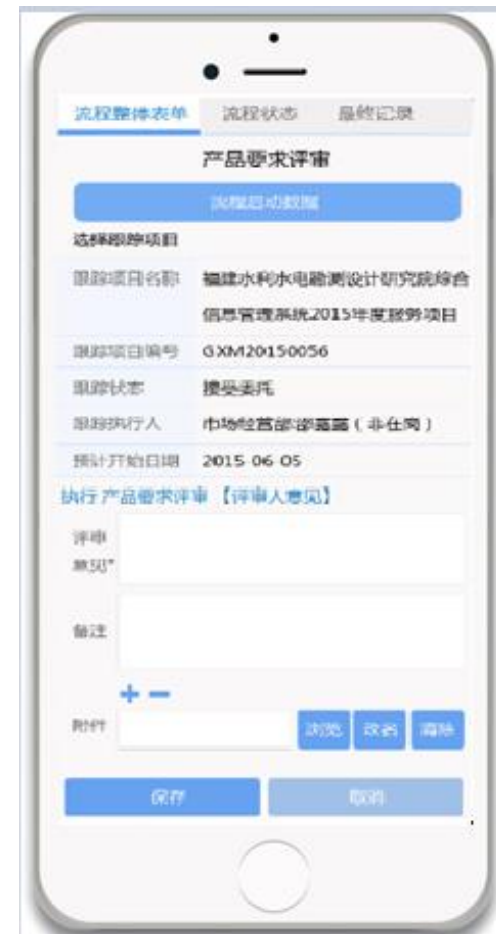 流程整体表单 流程状态 最终记录
产品要求评审
流程启动数据
选择跟踪项目
跟踪项目名称 福建水利水电勘测设计研究院综合
信息管理系统2015年度服务项目
跟踪项目编号 GXM20150056
跟踪状态 接受委托
跟踪执行人 市场经营部:（非在岗）
预计开始日期 2015-06-05
执行 产品要求评审 【评审人意见】
评审
意见*
备注
+ −
附件 浏览 改名 清除
保存 取消